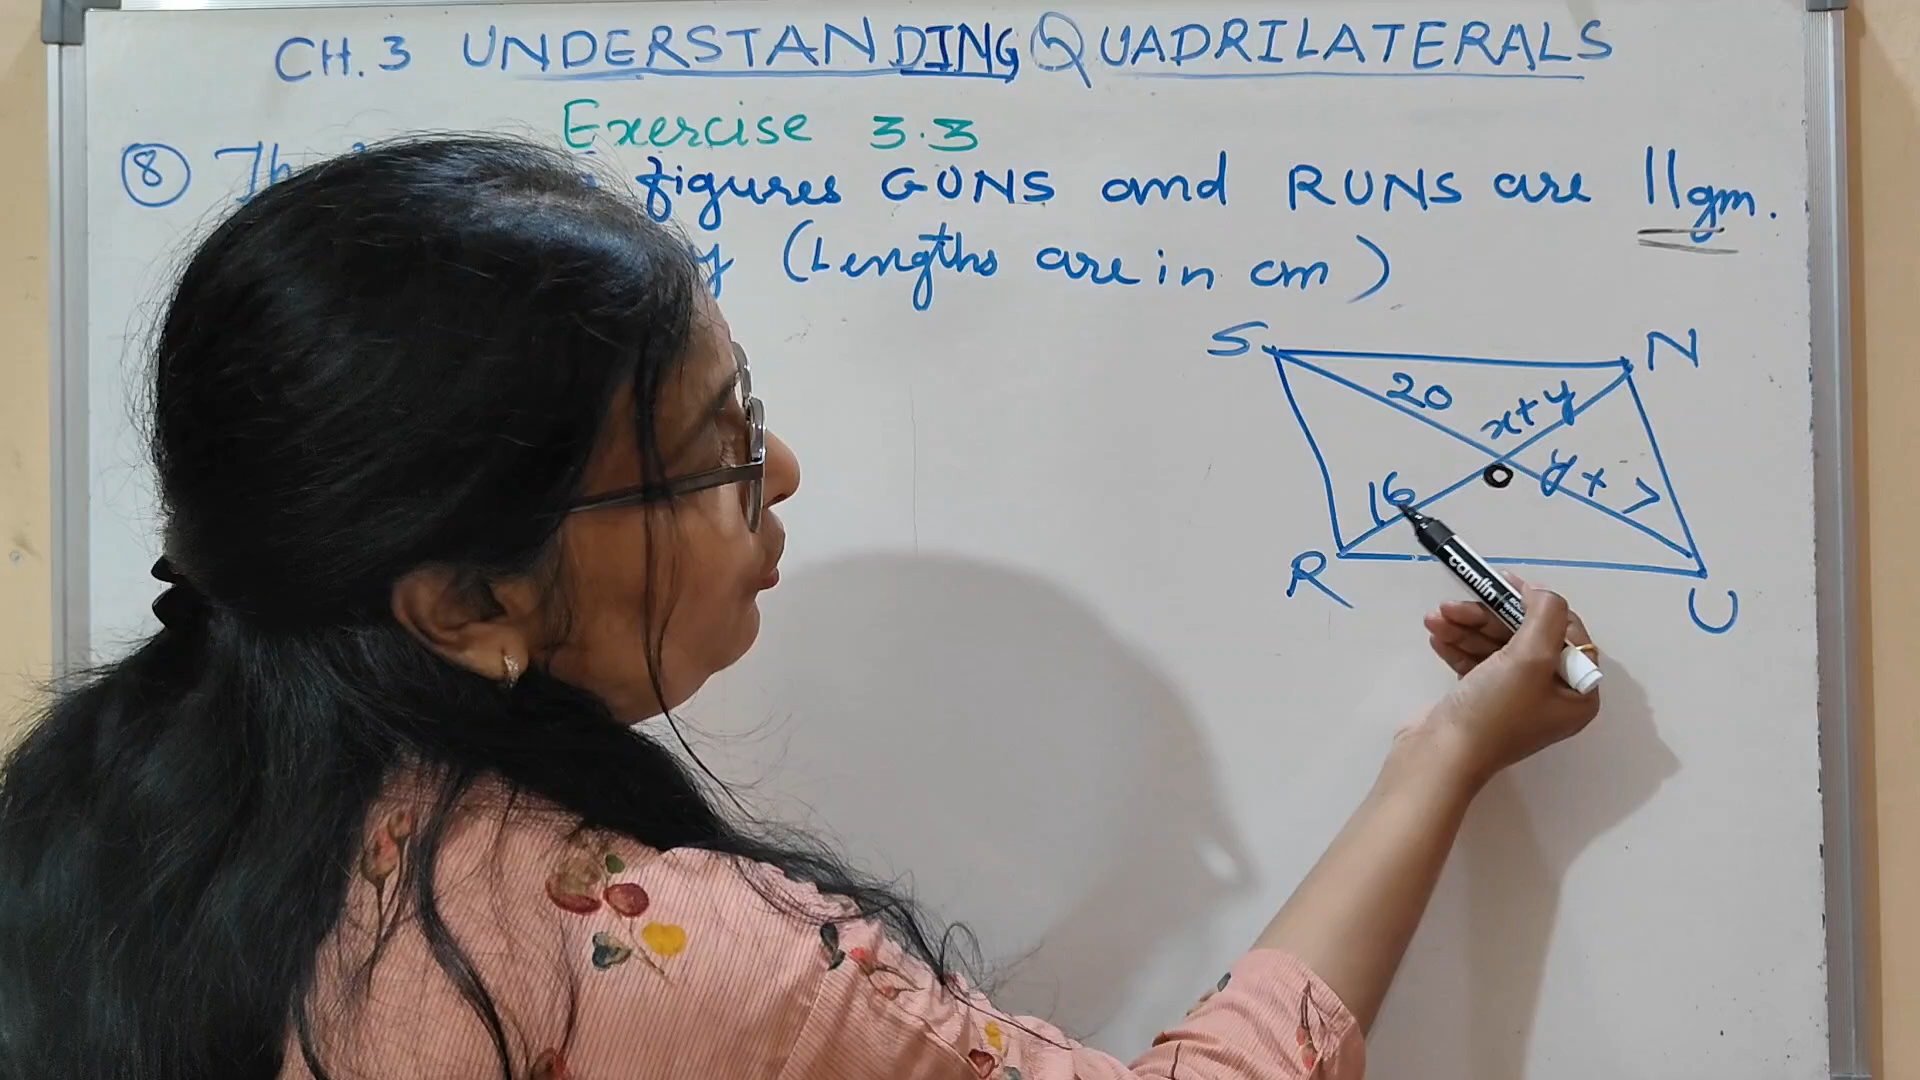 CH. 3 UNDERSTANDING QUADRILATERALS
Exercise 3.3
8 figures GUNS and RUNS are ||gm.
y (Lengths are in cm)
S N
20 x+y
16 O y+7
R U
camlin